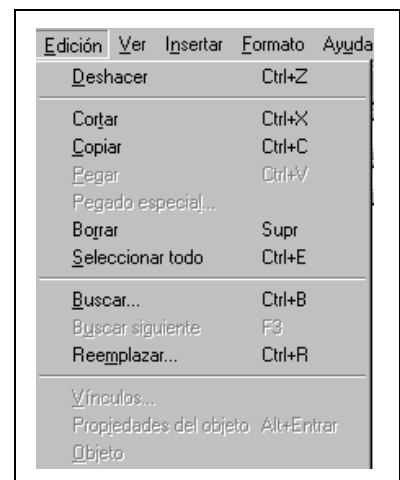 Edición Ver Insertar Formato Ayuda
Deshacer Ctrl+Z
Cortar Ctrl+X
Copiar Ctrl+C
Pegar Ctrl+V
Pegado especial...
Borrar Supr
Seleccionar todo Ctrl+E
Buscar... Ctrl+B
Buscar siguiente F3
Reemplazar... Ctrl+R
Vínculos...
Propiedades del objeto Alt+Entrar
Objeto